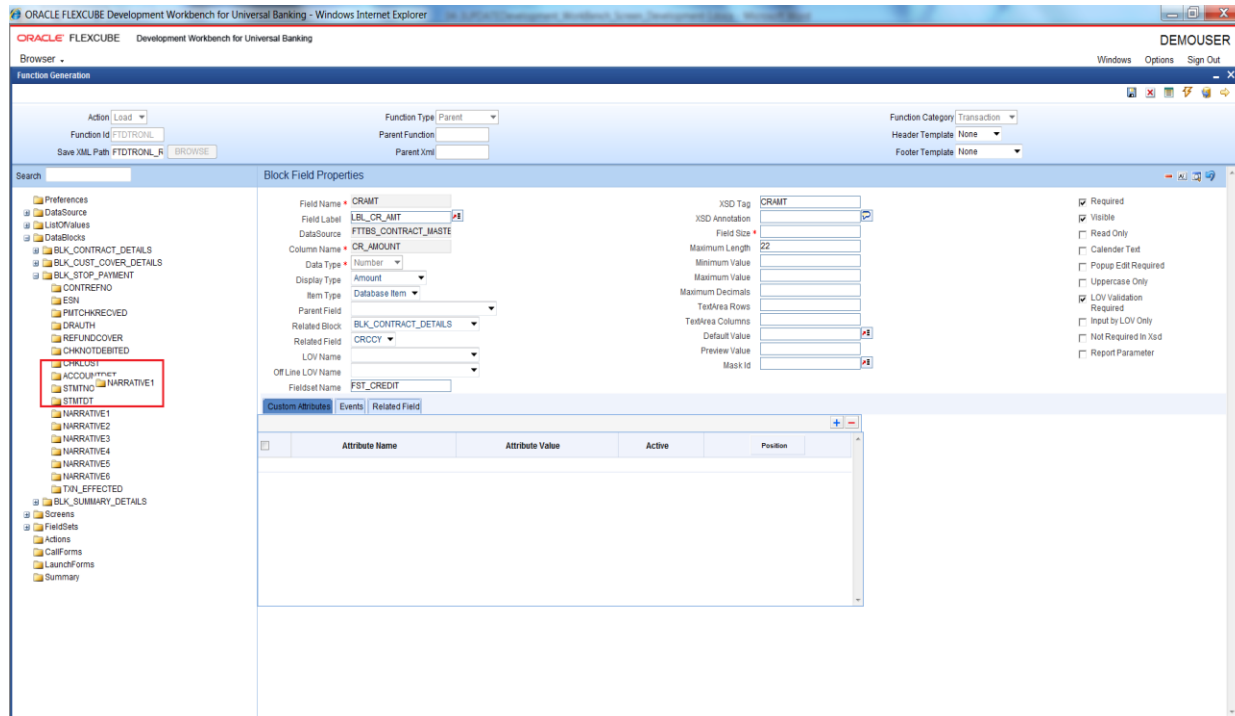 ORACLE FLEXCUBE Development Workbench for Universal Banking - Windows Internet Explorer
ORACLE FLEXCUBE Development Workbench for Universal Banking
DEMOUSER
Browser
Windows Options Sign Out
Function Generation
Action Load
Function Type Parent
Function Category Transaction
Function Id FTDTRONL
Parent Function
Header Template None
Save XML Path FTDTRONL_R BROWSE
Parent Xml
Footer Template None
Search
Preferences
DataSource
ListOfValues
DataBlocks
BLK_CONTRACT_DETAILS
BLK_CUST_COVER_DETAILS
BLK_STOP_PAYMENT
CONTREFNO
ESN
PMTCHKRECVED
DRAUTH
REFUNDCOVER
CHKNOTDEBITED
CHKLOST
ACCOUNTDET
NARRATIVE1
STMTNO
STMTDT
NARRATIVE1
NARRATIVE2
NARRATIVE3
NARRATIVE4
NARRATIVE5
NARRATIVE6
TXN_EFFECTED
BLK_SUMMARY_DETAILS
Screens
FieldSets
Actions
CallForms
LaunchForms
Summary
Block Field Properties
Field Name * CRAMT
Field Label LBL_CR_AMT
DataSource FTTBS_CONTRACT_MASTE
Column Name * CR_AMOUNT
Data Type * Number
Display Type Amount
Item Type Database Item
Parent Field
Related Block BLK_CONTRACT_DETAILS
Related Field CRCCY
LOV Name
Off Line LOV Name
Fieldset Name FST_CREDIT
XSD Tag CRAMT
XSD Annotation
Field Size *
Maximum Length 22
Minimum Value
Maximum Value
Maximum Decimals
TextArea Rows
TextArea Columns
Default Value
Preview Value
Mask Id
Required
Visible
Read Only
Calender Text
Popup Edit Required
Uppercase Only
LOV Validation
Required
Input by LOV Only
Not Required In Xsd
Report Parameter
Custom Attributes Events Related Field
Attribute Name Attribute Value Active Position